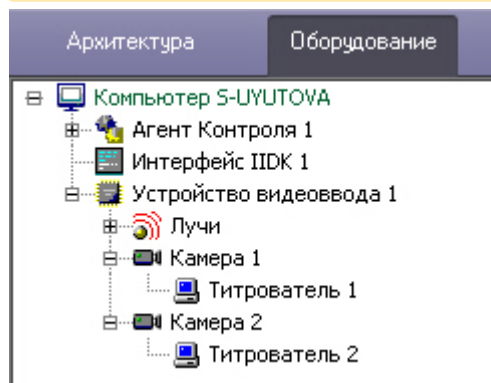 Архитектура Оборудование
Компьютер S-UYUTOVA
Агент Контроля 1
Интерфейс IIDK 1
Устройство видеоввода 1
Лучи
Камера 1
Титрователь 1
Камера 2
Титрователь 2